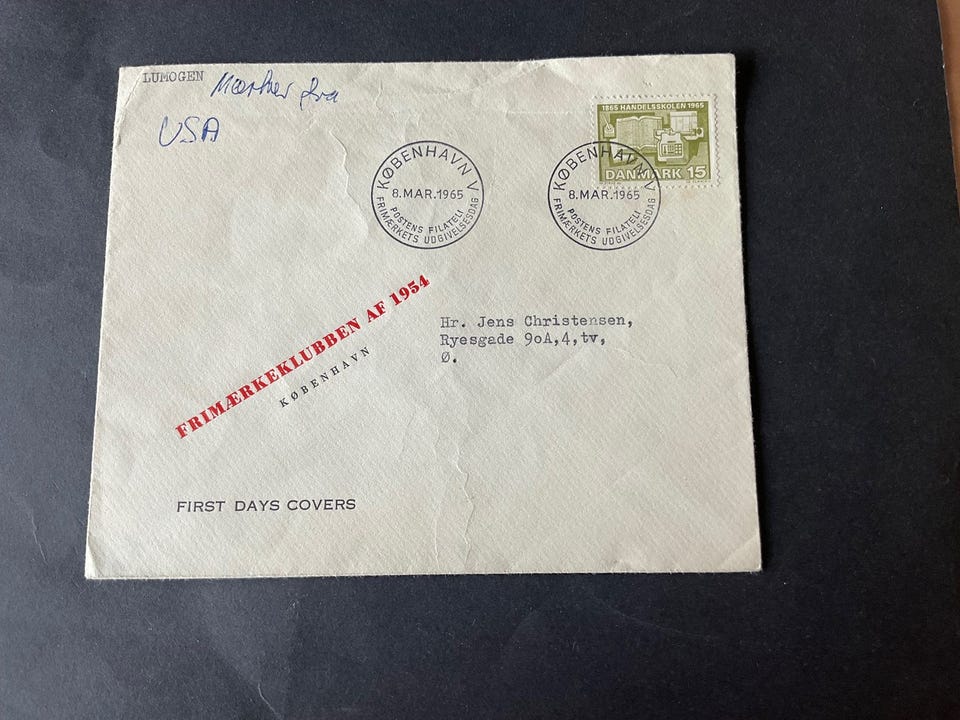 LUMOGEN
Mærker fra
USA
1865 HANDELSSKOLEN 1965
DANMARK 15
KØBENHAVN V
8.MAR.1965
POSTENS FILATELI
FRIMÆRKETS UDGIVELSESDAG
KØBENHAVN V
8.MAR.1965
POSTENS FILATELI
FRIMÆRKETS UDGIVELSESDAG
FRIMÆRKEKLUBBEN AF 1954
KØBENHAVN
Hr. Jens Christensen,
Ryesgade 9oA,4,tv,
Ø.
FIRST DAYS COVERS